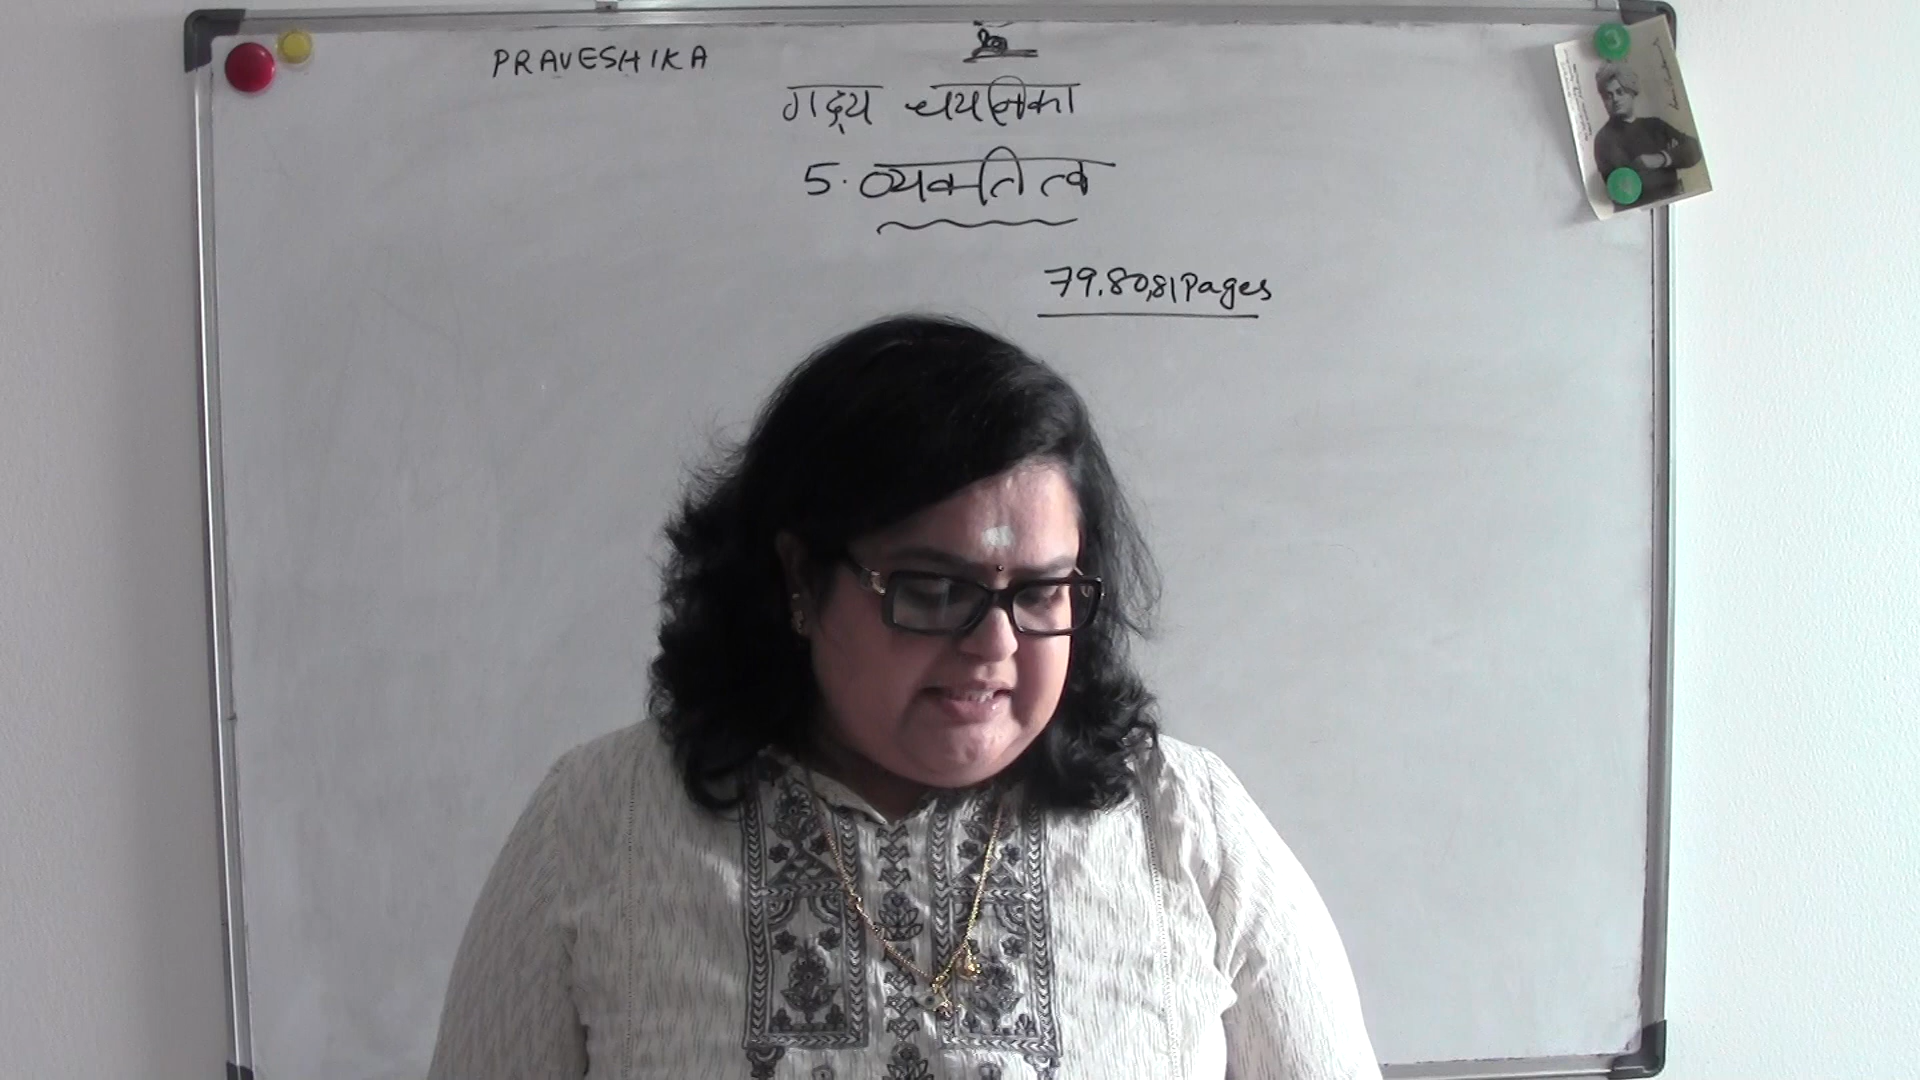 PRAVESHIKA
गद्य चयनिका
5. व्यक्तित्व
79,80,81 Pages